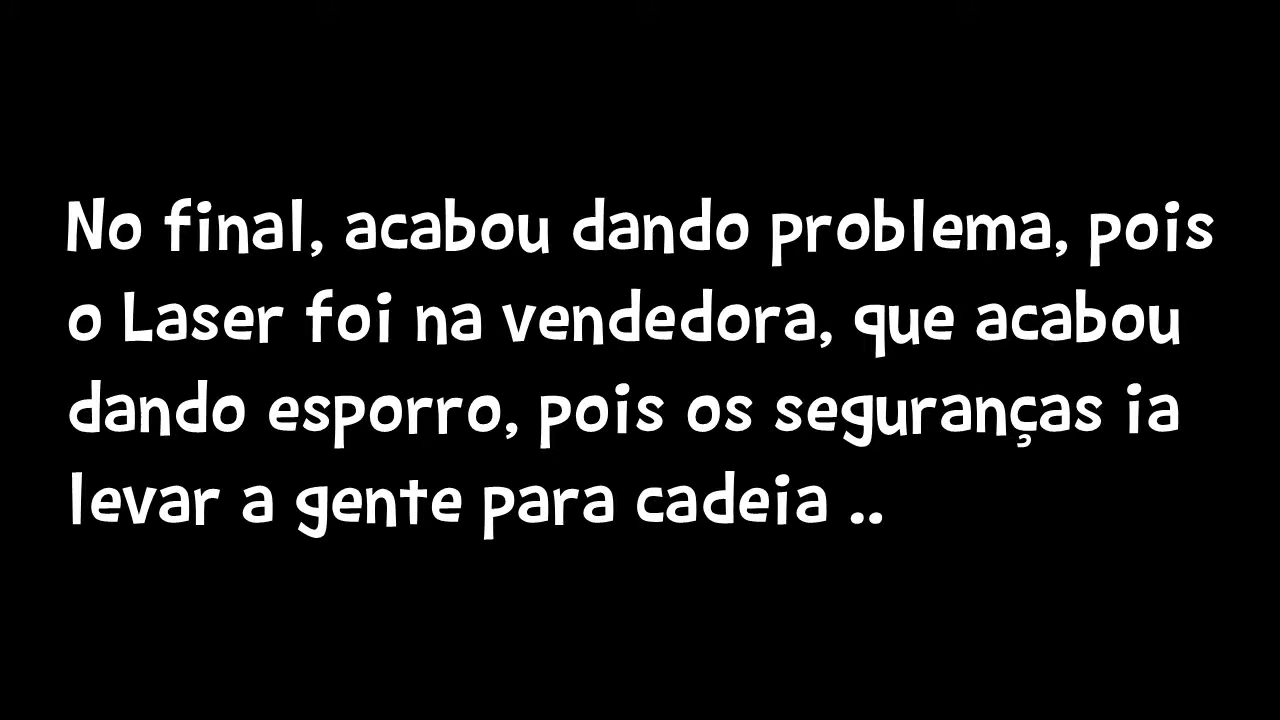 No final, acabou dando problema, pois
o Laser foi na vendedora, que acabou
dando esporro, pois os seguranças ia
levar a gente para cadeia ..